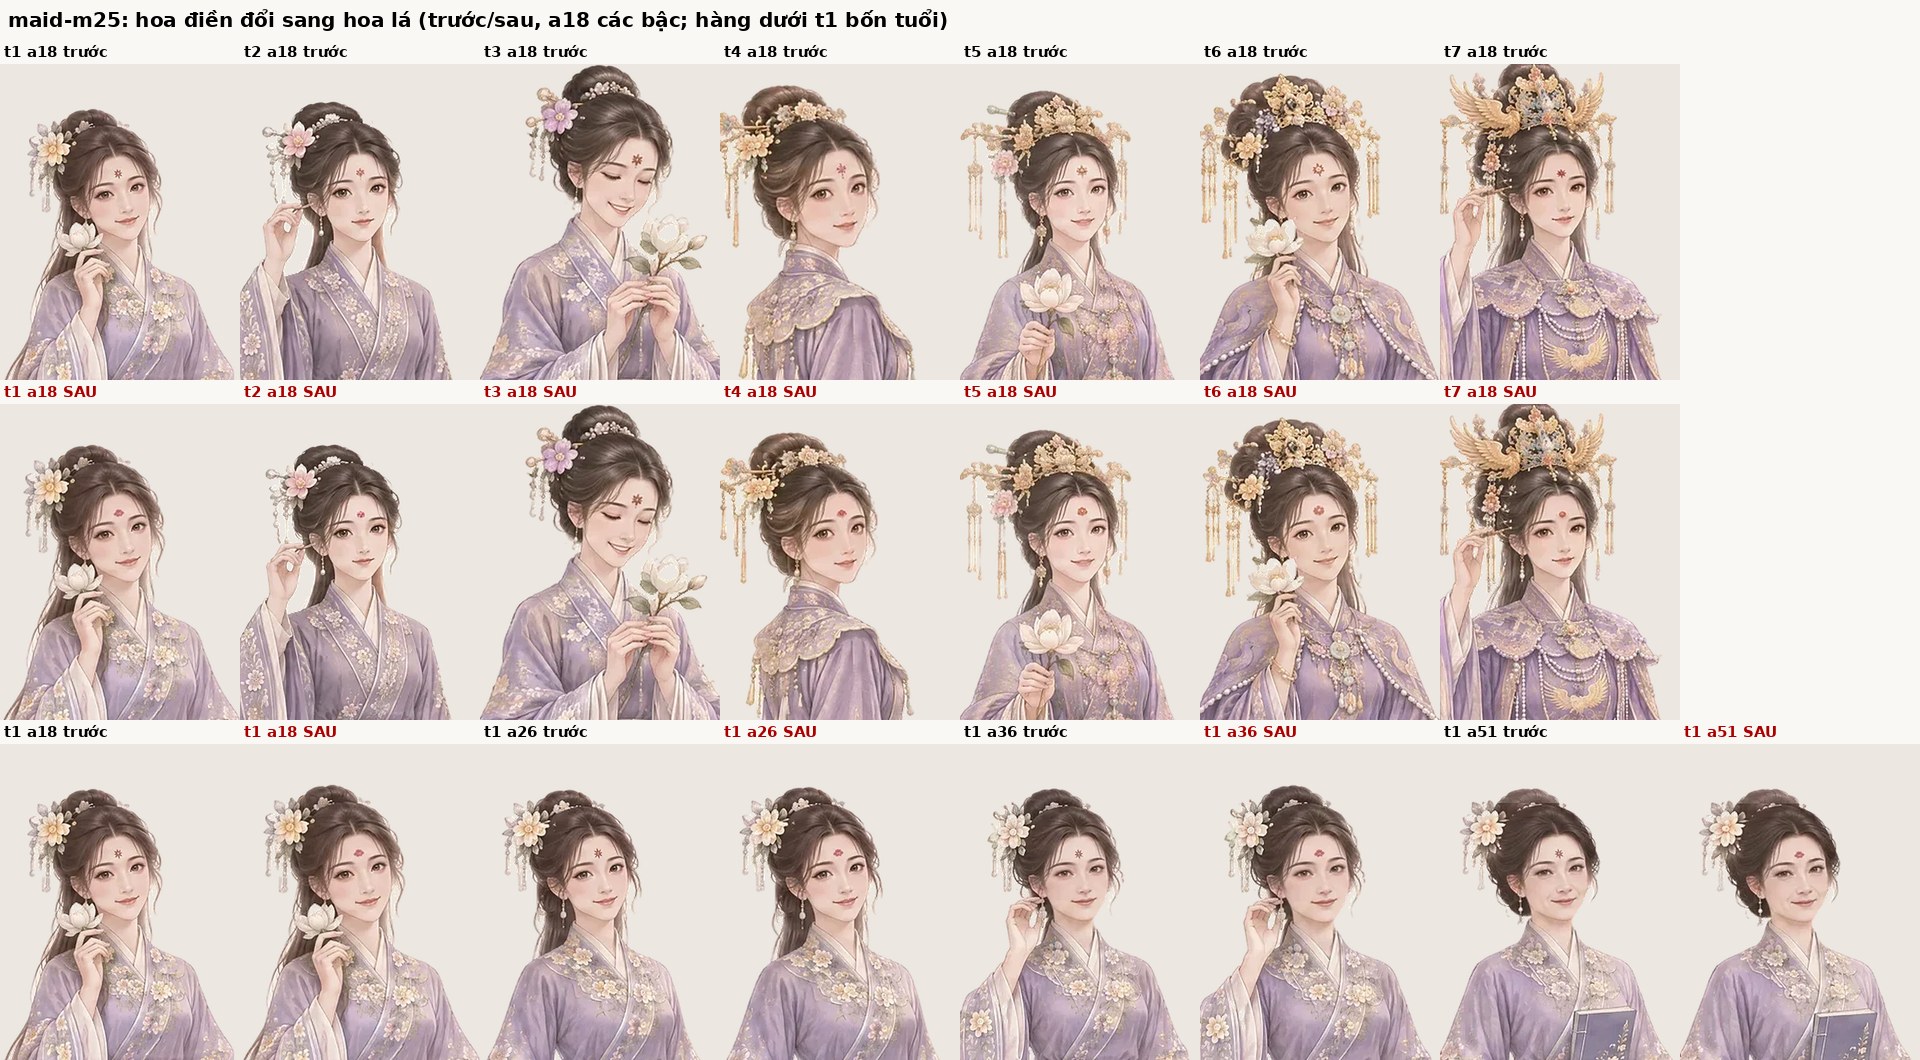 maid-m25: hoa điền đổi sang hoa lá (trước/sau, a18 các bậc; hàng dưới t1 bốn tuổi)
t1 a18 trước t2 a18 trước t3 a18 trước t4 a18 trước t5 a18 trước t6 a18 trước t7 a18 trước
t1 a18 SAU t2 a18 SAU t3 a18 SAU t4 a18 SAU t5 a18 SAU t6 a18 SAU t7 a18 SAU
t1 a18 trước t1 a18 SAU t1 a26 trước t1 a26 SAU t1 a36 trước t1 a36 SAU t1 a51 trước t1 a51 SAU